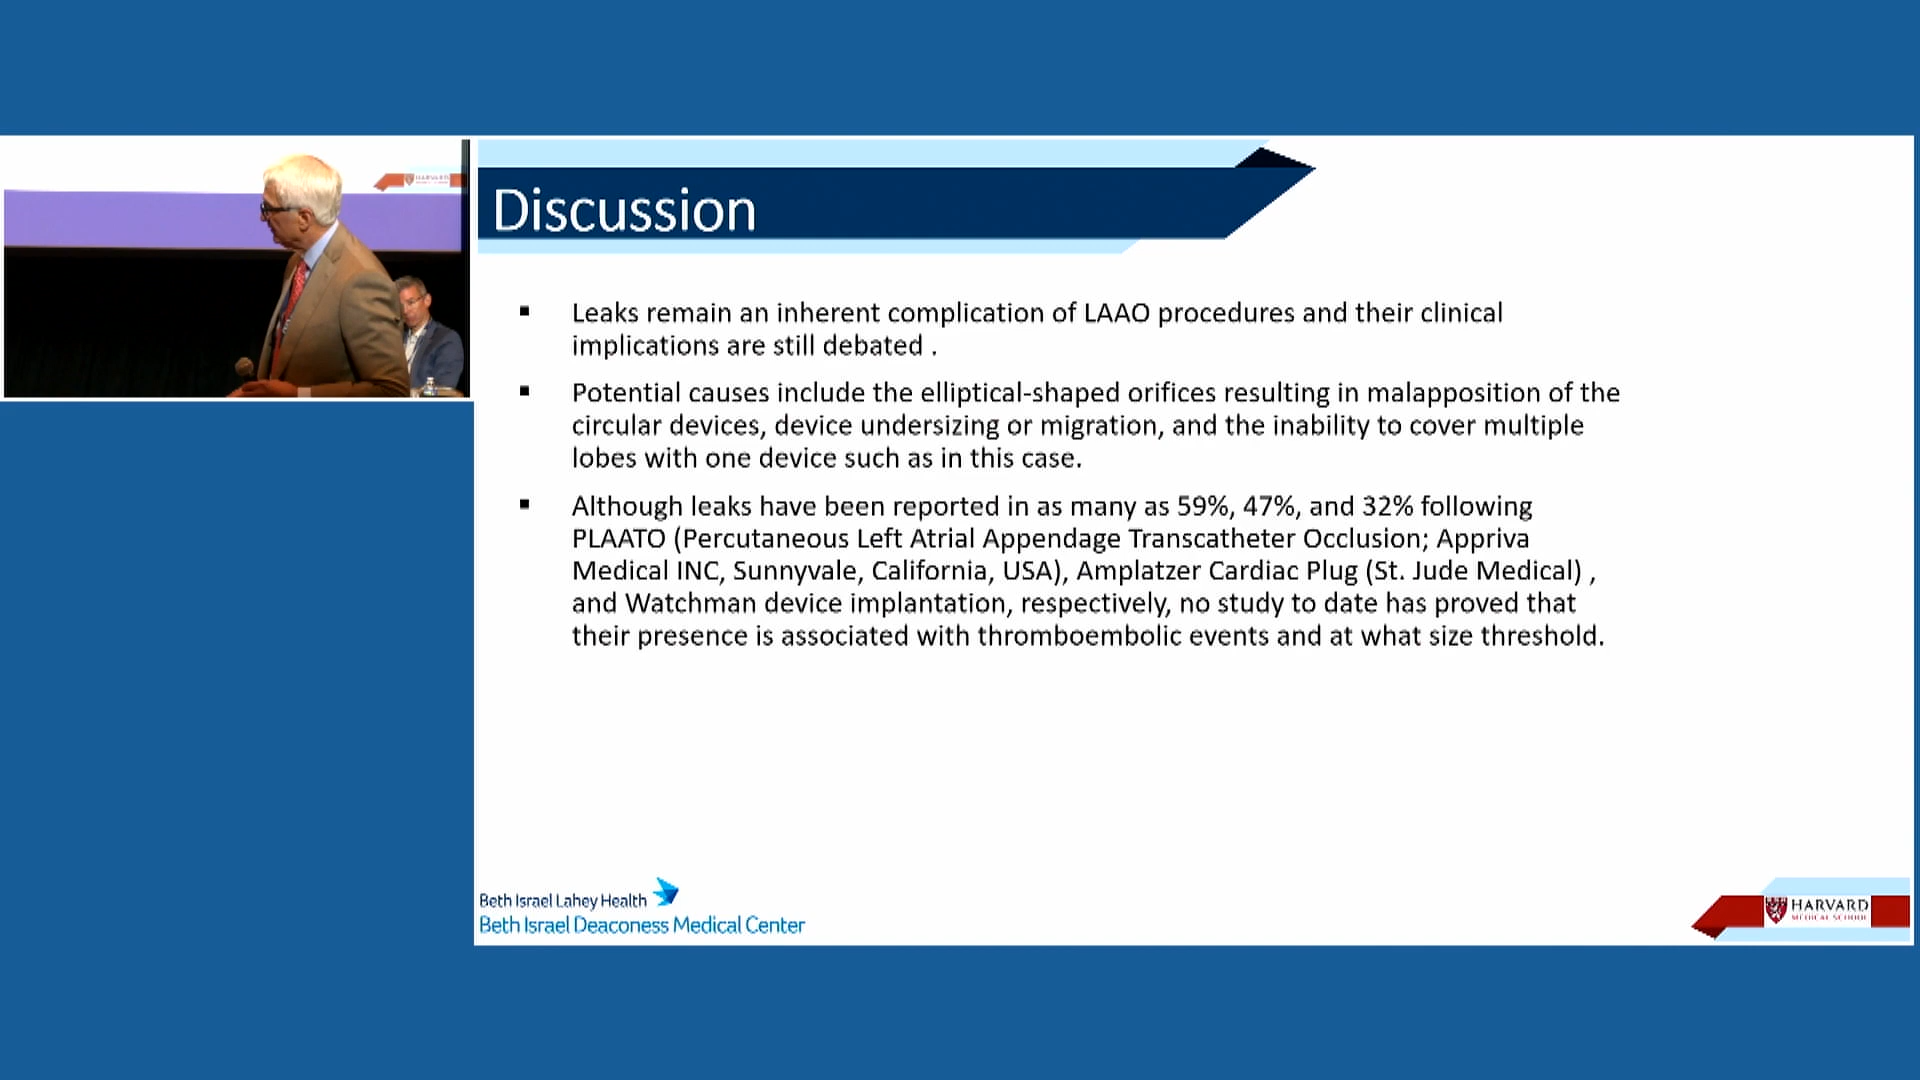 Discussion
▪ Leaks remain an inherent complication of LAAO procedures and their clinical
implications are still debated .
▪ Potential causes include the elliptical-shaped orifices resulting in malapposition of the
circular devices, device undersizing or migration, and the inability to cover multiple
lobes with one device such as in this case.
▪ Although leaks have been reported in as many as 59%, 47%, and 32% following
PLAATO (Percutaneous Left Atrial Appendage Transcatheter Occlusion; Appriva
Medical INC, Sunnyvale, California, USA), Amplatzer Cardiac Plug (St. Jude Medical) ,
and Watchman device implantation, respectively, no study to date has proved that
their presence is associated with thromboembolic events and at what size threshold.
Beth Israel Lahey Health
Beth Israel Deaconess Medical Center
HARVARD
MEDICAL SCHOOL
HARVARD